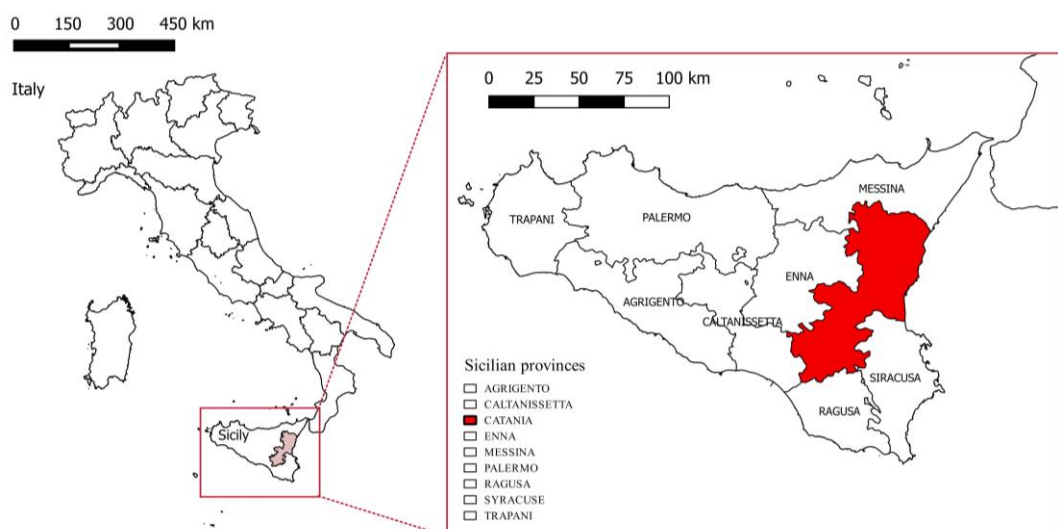 0 150 300 450 km
Italy
Sicily
0 25 50 75 100 km
MESSINA
TRAPANI
PALERMO
ENNA
AGRIGENTO
CALTANISSETTA
SIRACUSA
RAGUSA
Sicilian provinces
AGRIGENTO
CALTANISSETTA
CATANIA
ENNA
MESSINA
PALERMO
RAGUSA
SYRACUSE
TRAPANI